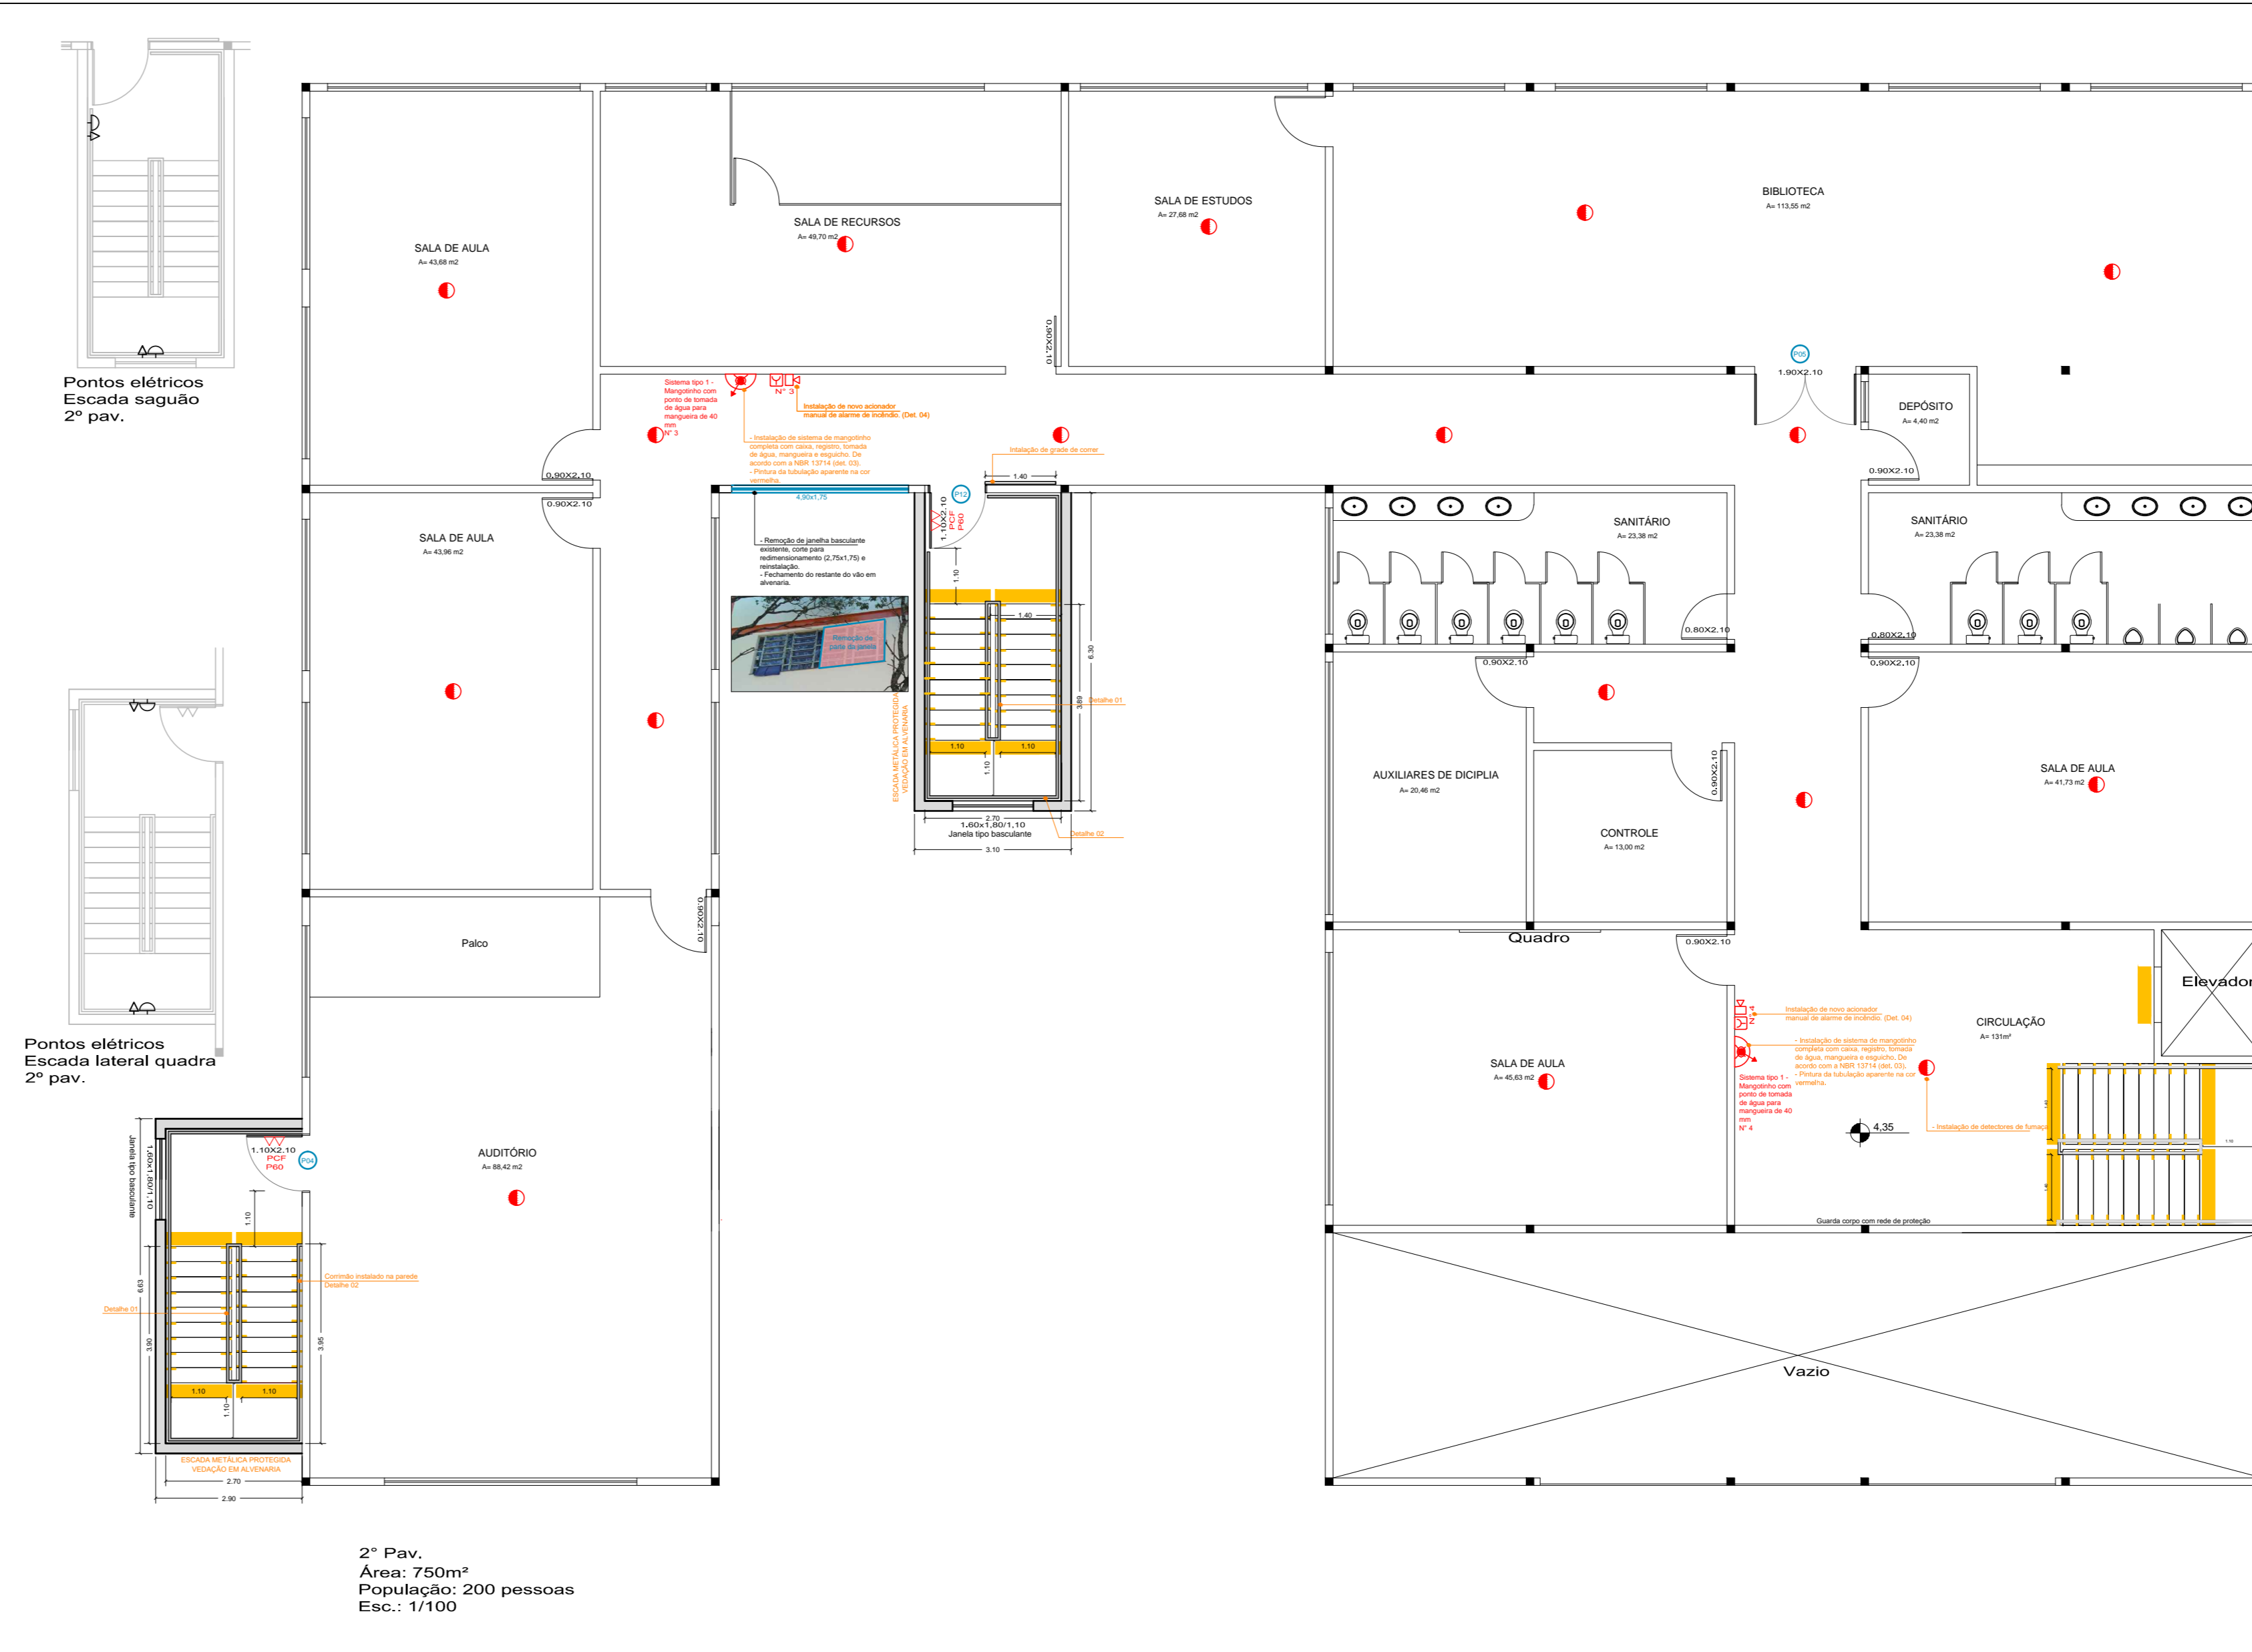 Pontos elétricos
Escada saguão
2º pav.
Pontos elétricos
Escada lateral quadra
2º pav.
SALA DE AULA
A= 43,68 m2
0.90X2.10
SALA DE RECURSOS
A= 49,70 m2
0.90X2.10
SALA DE ESTUDOS
A= 27,68 m2
BIBLIOTECA
A= 113,55 m2
P05
1.90X2.10
DEPÓSITO
A= 4,40 m2
0.90X2.10
Sistema tipo 1 -
Mangotinho com
ponto de tomada
de água para
mangueira de 40
mm
N° 3
N° 3
Instalação de novo acionador
manual de alarme de incêndio. (Det. 04)
- Instalação de sistema de mangotinho
completa com caixa, registro, tomada
de água, mangueira e esguicho. De
acordo com a NBR 13714 (det. 03).
- Pintura da tubulação aparente na cor
vermelha.
4,90x1,75
Intalação de grade de correr
1.40
P12
1.10X2.10
PCF
P60
- Remoção de janelha basculante
existente, corte para
redimensionamento (2,75x1,75) e
reinstalação.
- Fechamento do restante do vão em
alvenaria.
Remoção de
parte da janela
ESCADA METÁLICA PROTEGIDA
VEDAÇÃO EM ALVENARIA
1.10
1.40
6.30
3.89
Detalhe 01
1.10
1.10
1.10
2.70
1.60x1,80/1,10
Janela tipo basculante
Detalhe 02
3.10
0.90X2.10
SALA DE AULA
A= 43,96 m2
0.90X2.10
Palco
SANITÁRIO
A= 23,38 m2
0.80X2.10
SANITÁRIO
A= 23,38 m2
0.80X2.10
0.90X2.10
0.90X2.10
AUXILIARES DE DICIPLIA
A= 20,46 m2
0.90X2.10
CONTROLE
A= 13,00 m2
SALA DE AULA
A= 41,73 m2
Quadro
0.90X2.10
Elevador
N° 4
Instalação de novo acionador
manual de alarme de incêndio. (Det. 04)
- Instalação de sistema de mangotinho
completa com caixa, registro, tomada
de água, mangueira e esguicho. De
acordo com a NBR 13714 (det. 03).
- Pintura da tubulação aparente na cor
vermelha.
CIRCULAÇÃO
A= 131m²
SALA DE AULA
A= 45,63 m2
Sistema tipo 1 -
Mangotinho com
ponto de tomada
de água para
mangueira de 40
mm
N° 4
4,35
- Instalação de detectores de fumaça
1.10
Guarda corpo com rede de proteção
Vazio
AUDITÓRIO
A= 88,42 m2
1.10X2.10
PCF
P60
P04
1.60x1,80/1,10
Janela tipo basculante
1.10
6.63
3.90
3.95
Corrimão instalado na parede
Detalhe 02
Detalhe 01
1.10
1.10
1.10
ESCADA METÁLICA PROTEGIDA
VEDAÇÃO EM ALVENARIA
2.70
2.90
2° Pav.
Área: 750m²
População: 200 pessoas
Esc.: 1/100